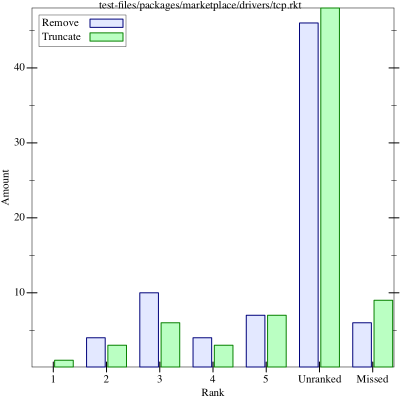 test-files/packages/marketplace/drivers/tcp.rkt
Remove
Truncate
40
30
20
10
Amount
1 2 3 4 5 Unranked Missed
Rank